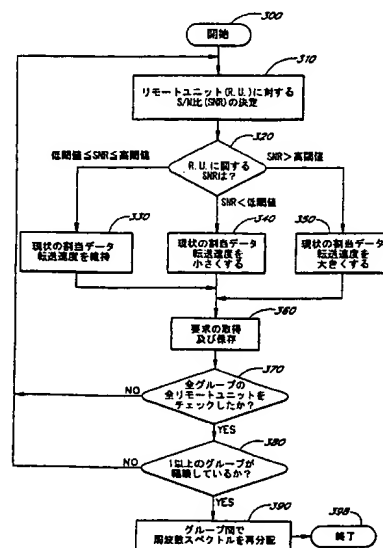 300
開始
310
リモートユニット(R.U.)に対する
S/N比(SNR)の決定
320
R.U.に関する
SNRは?
低閾値≦SNR≦高閾値
SNR>高閾値
SNR<低閾値
330
現状の割当データ
転送速度を維持
340
現状の割当データ
転送速度を
小さくする
350
現状の割当データ
転送速度を
大きくする
360
要求の取得
及び保存
370
全グループの
全リモートユニットを
チェックしたか?
NO
YES
380
1以上のグループが
しているか?
NO
YES
390
グループ間で
周波数スペクトルを再分配
398
終了